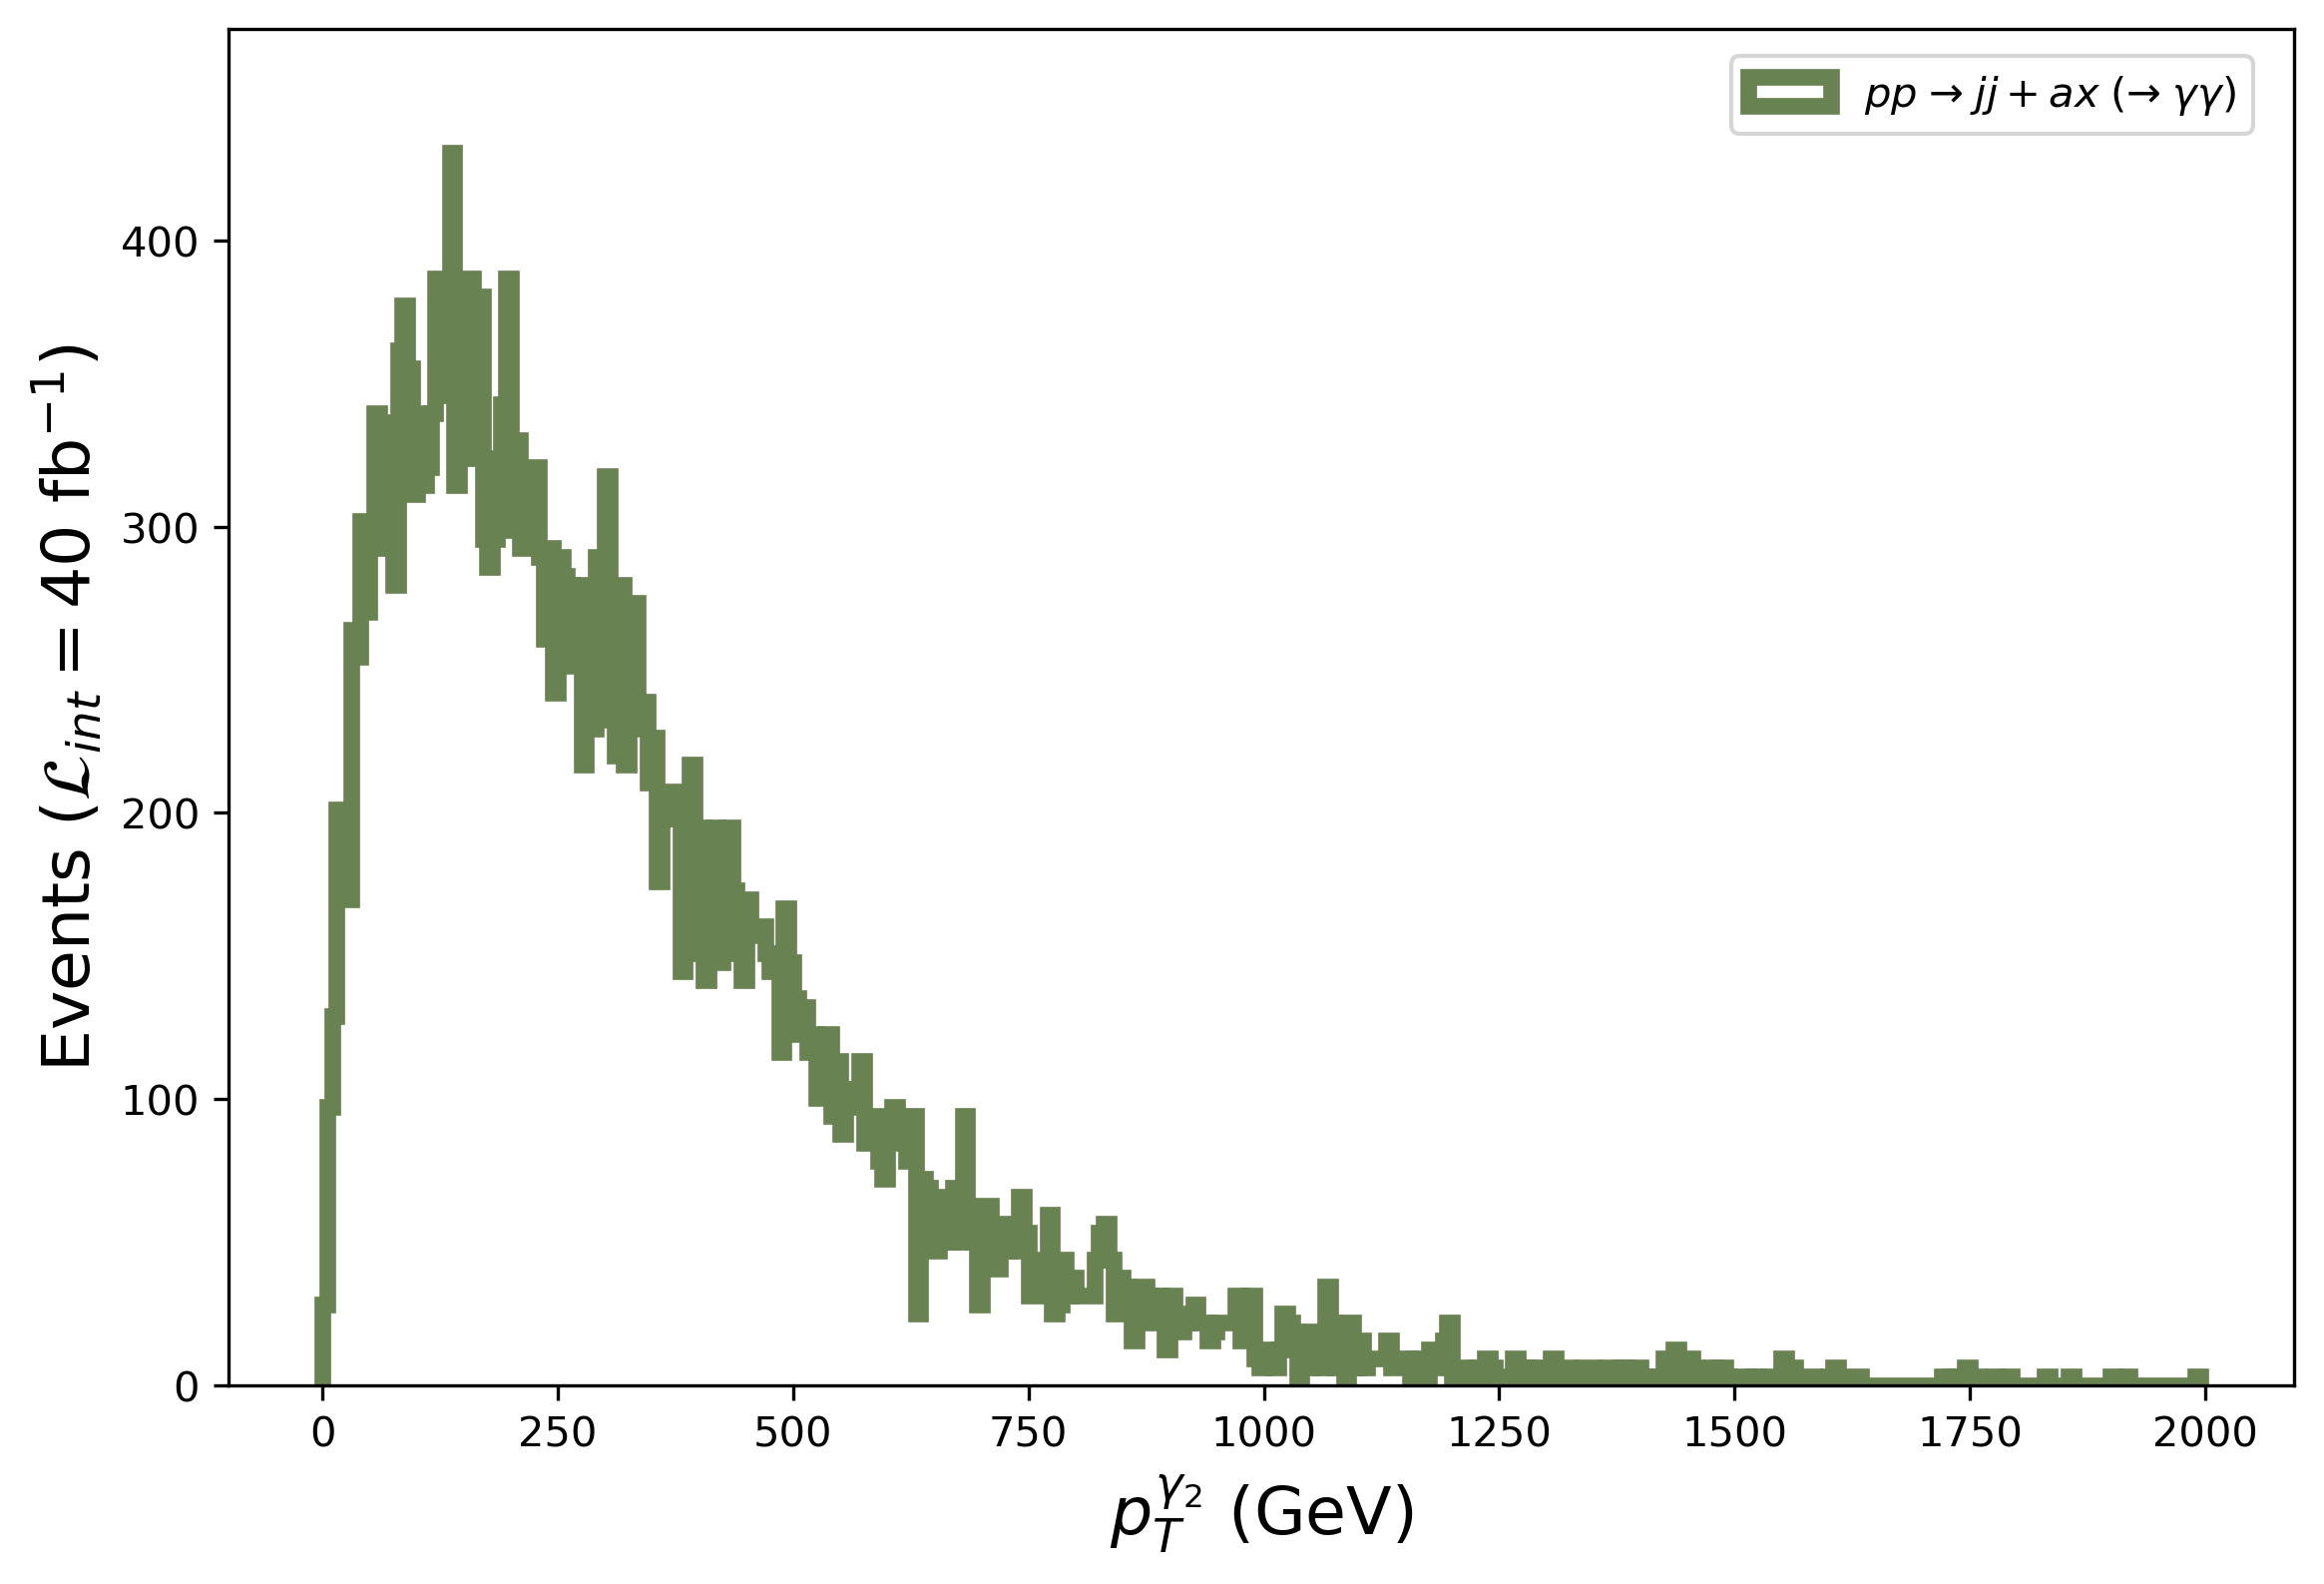 pp → jj + ax (→ γγ)
Events (ℒ_int = 40 fb⁻¹)
400
300
200
100
0
0 250 500 750 1000 1250 1500 1750 2000
p_T^γ₂ (GeV)